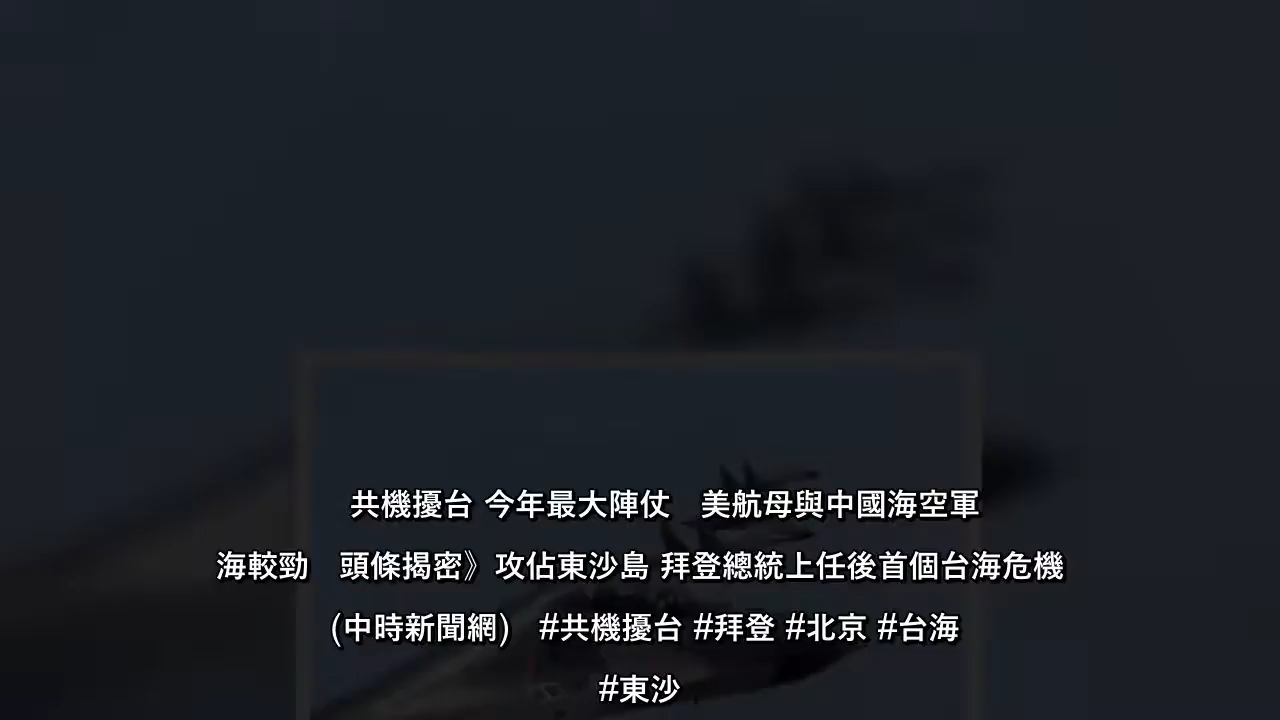 共機擾台 今年最大陣仗　美航母與中國海空軍
海較勁　頭條揭密》攻佔東沙島 拜登總統上任後首個台海危機
(中時新聞網)　#共機擾台 #拜登 #北京 #台海
#東沙